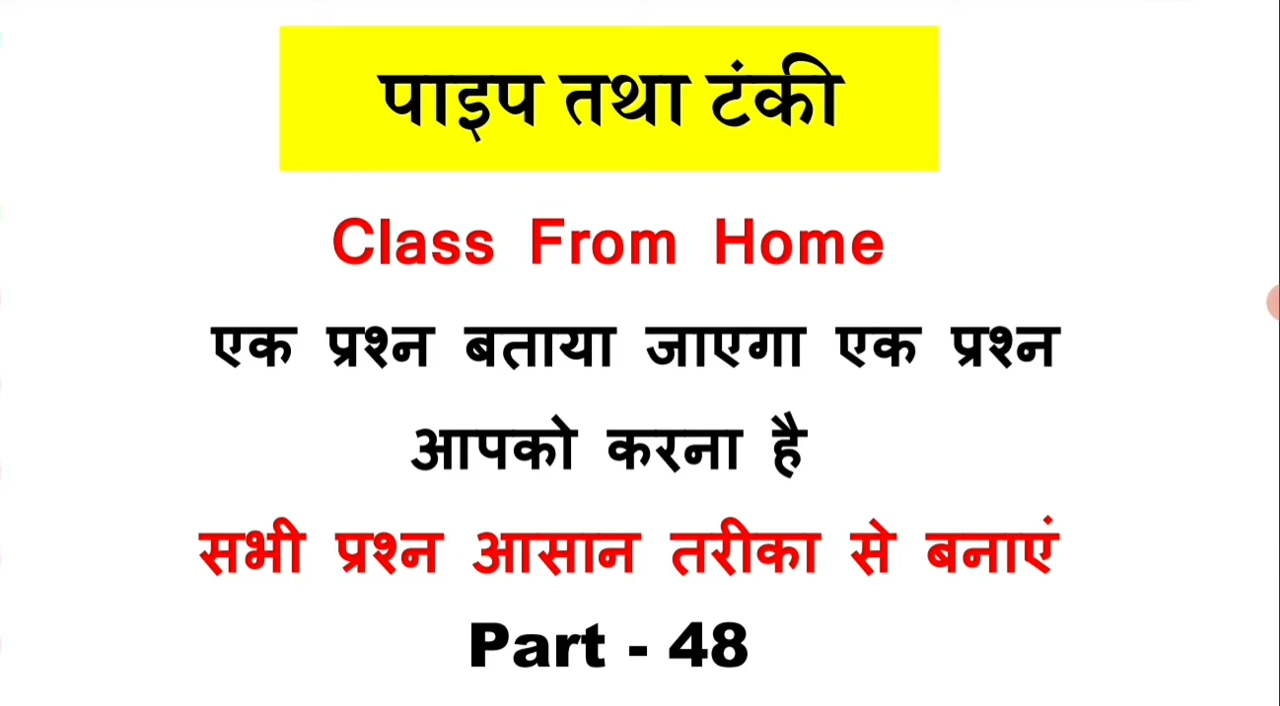 पाइप तथा टंकी
Class From Home
एक प्रश्न बताया जाएगा एक प्रश्न
आपको करना है
सभी प्रश्न आसान तरीका से बनाएं
Part - 48